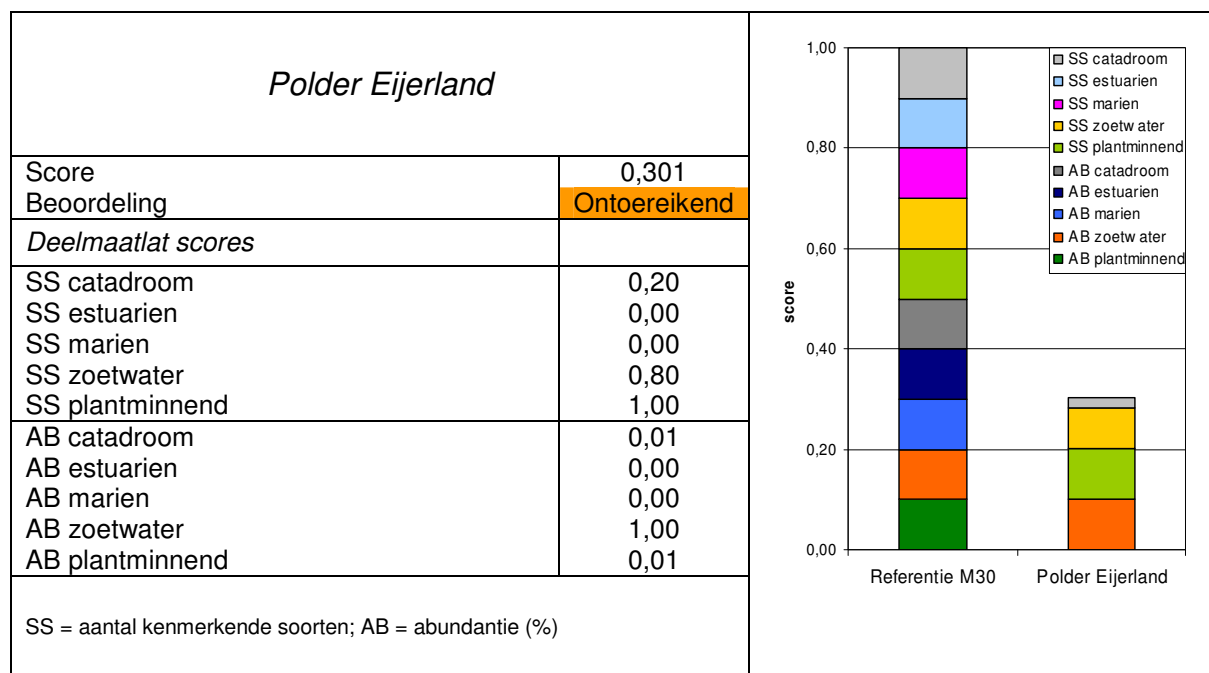 Polder Eijerland
Score 0,301
Beoordeling Ontoereikend
Deelmaatlat scores
SS catadroom 0,20
SS estuarien 0,00
SS marien 0,00
SS zoetwater 0,80
SS plantminnend 1,00
AB catadroom 0,01
AB estuarien 0,00
AB marien 0,00
AB zoetwater 1,00
AB plantminnend 0,01
SS = aantal kenmerkende soorten; AB = abundantie (%)
1,00
0,80
0,60
0,40
0,20
0,00
score
SS catadroom
SS estuarien
SS marien
SS zoetwater
SS plantminnend
AB catadroom
AB estuarien
AB marien
AB zoetwater
AB plantminnend
Referentie M30 Polder Eijerland